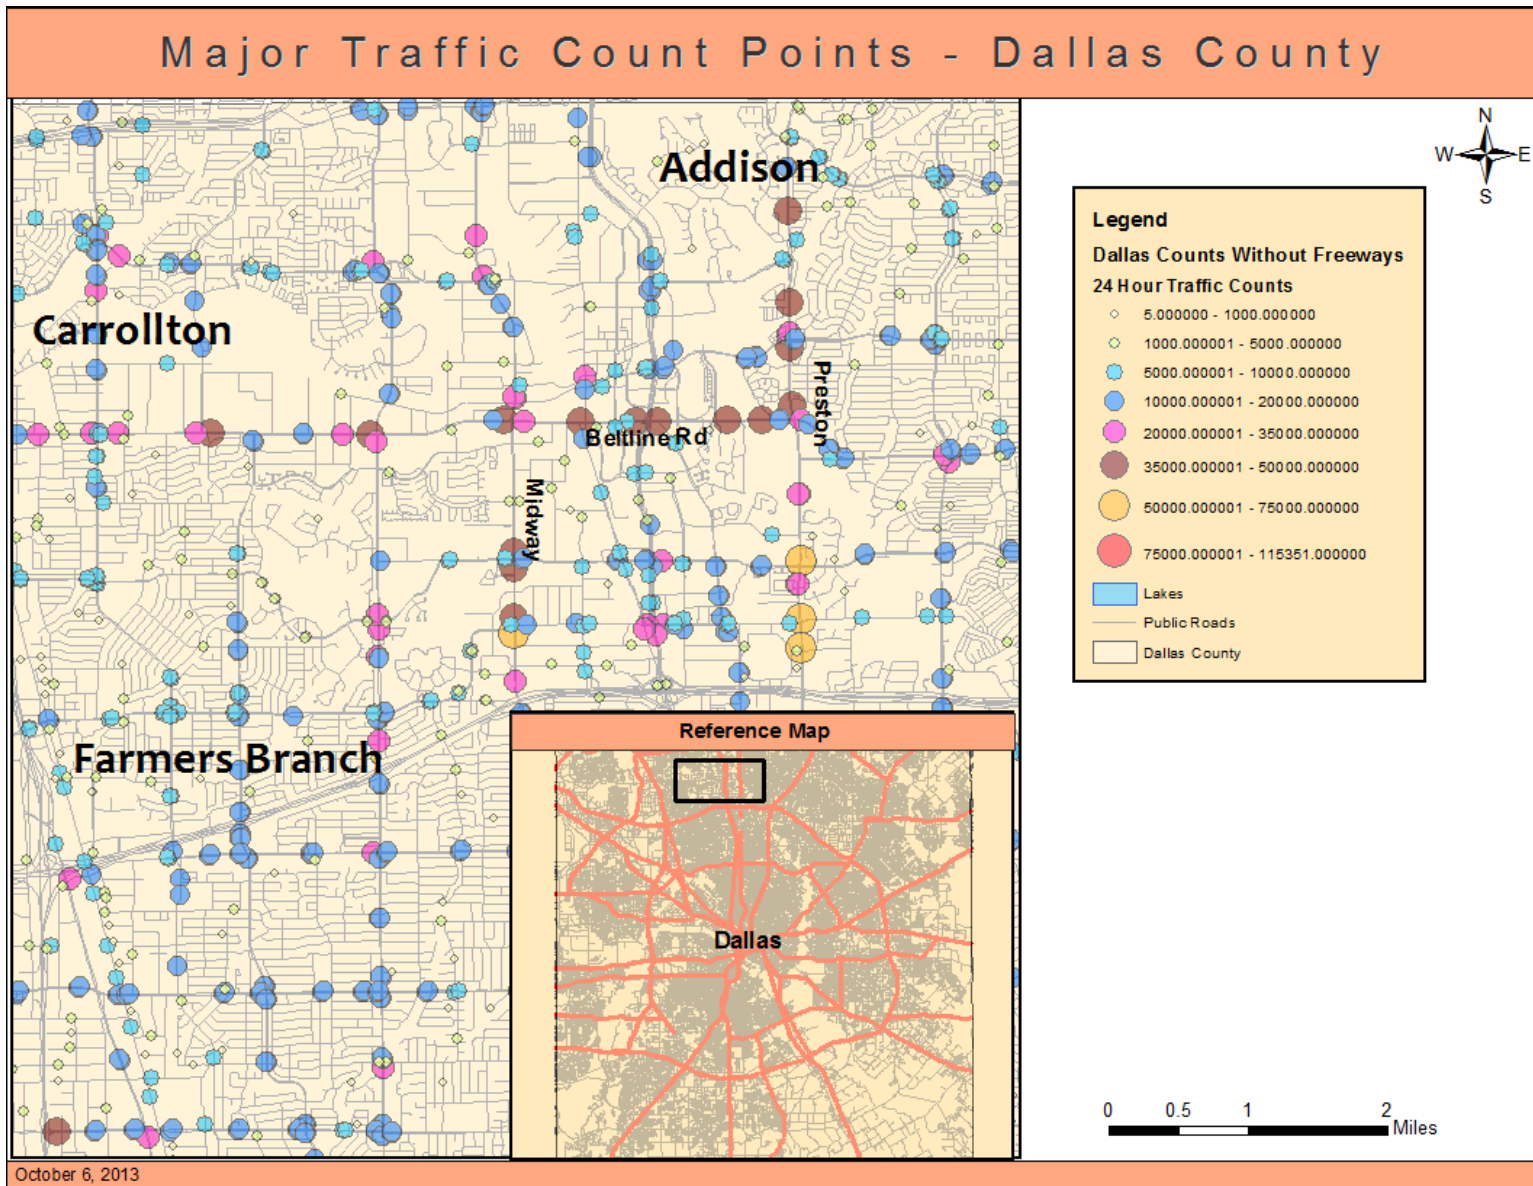 Major Traffic Count Points - Dallas County
N
W E
S
Addison
Carrollton
Preston
Beltline Rd
Midway
Farmers Branch
Legend
Dallas Counts Without Freeways
24 Hour Traffic Counts
5.000000 - 1000.000000
1000.000001 - 5000.000000
5000.000001 - 10000.000000
10000.000001 - 20000.000000
20000.000001 - 35000.000000
35000.000001 - 50000.000000
50000.000001 - 75000.000000
75000.000001 - 115351.000000
Lakes
Public Roads
Dallas County
Reference Map
Dallas
0 0.5 1 2
Miles
October 6, 2013